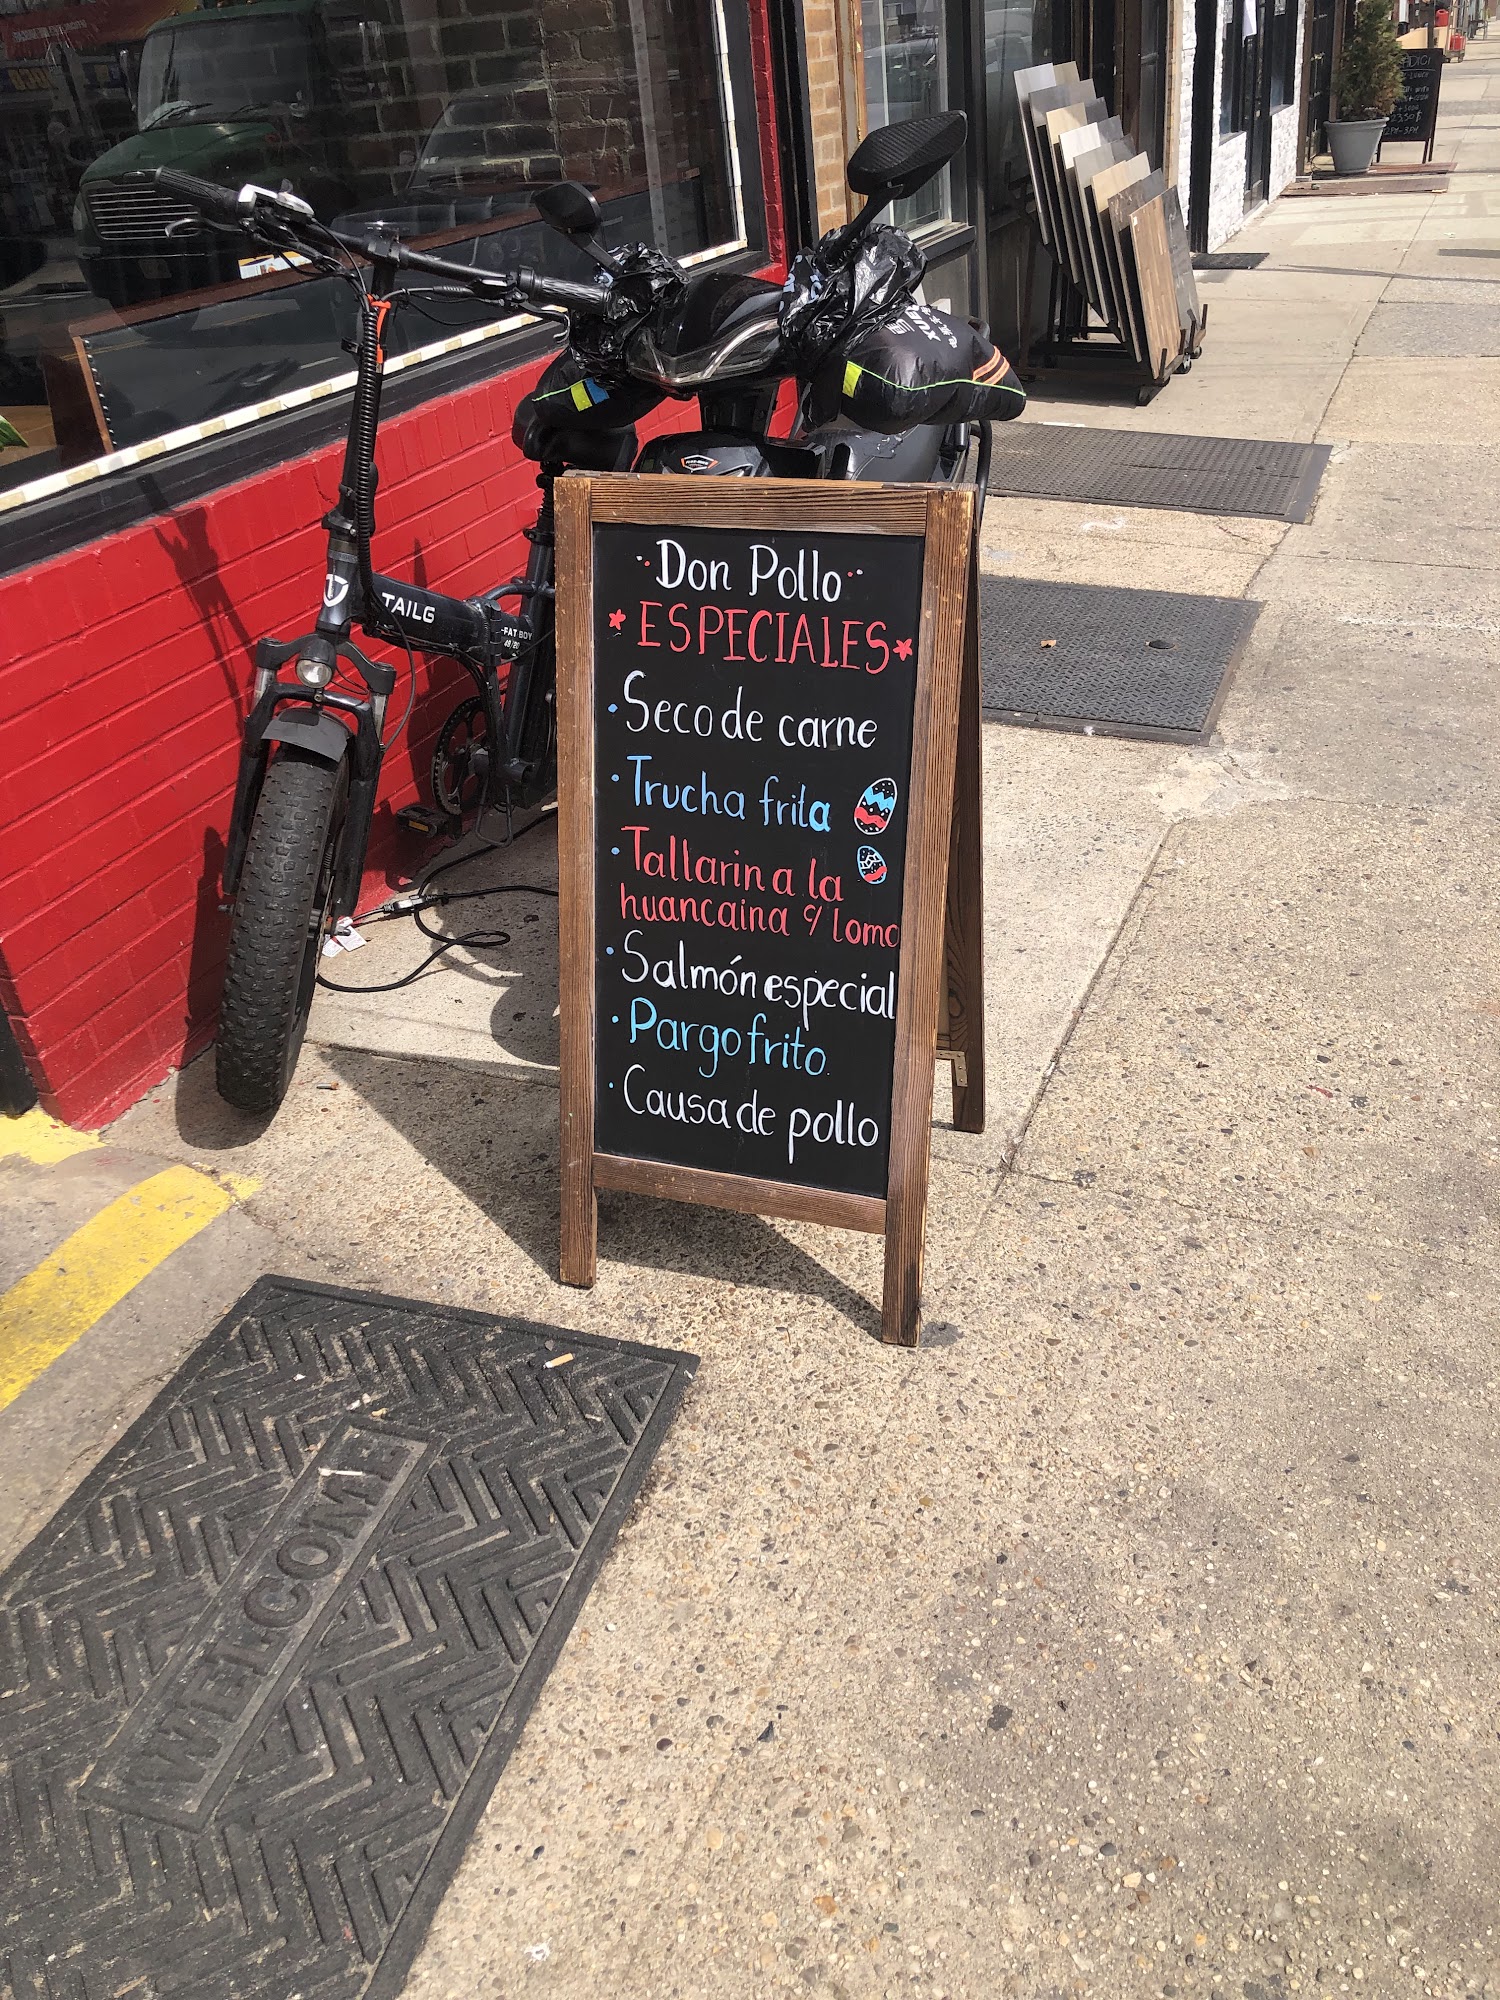 Don Pollo
ESPECIALES
Seco de carne
Trucha frita
Tallarin a la
huancaina c/ lomo
Salmón especial
Pargo frito
Causa de pollo
TAILG
FAT BOY
WELCOME